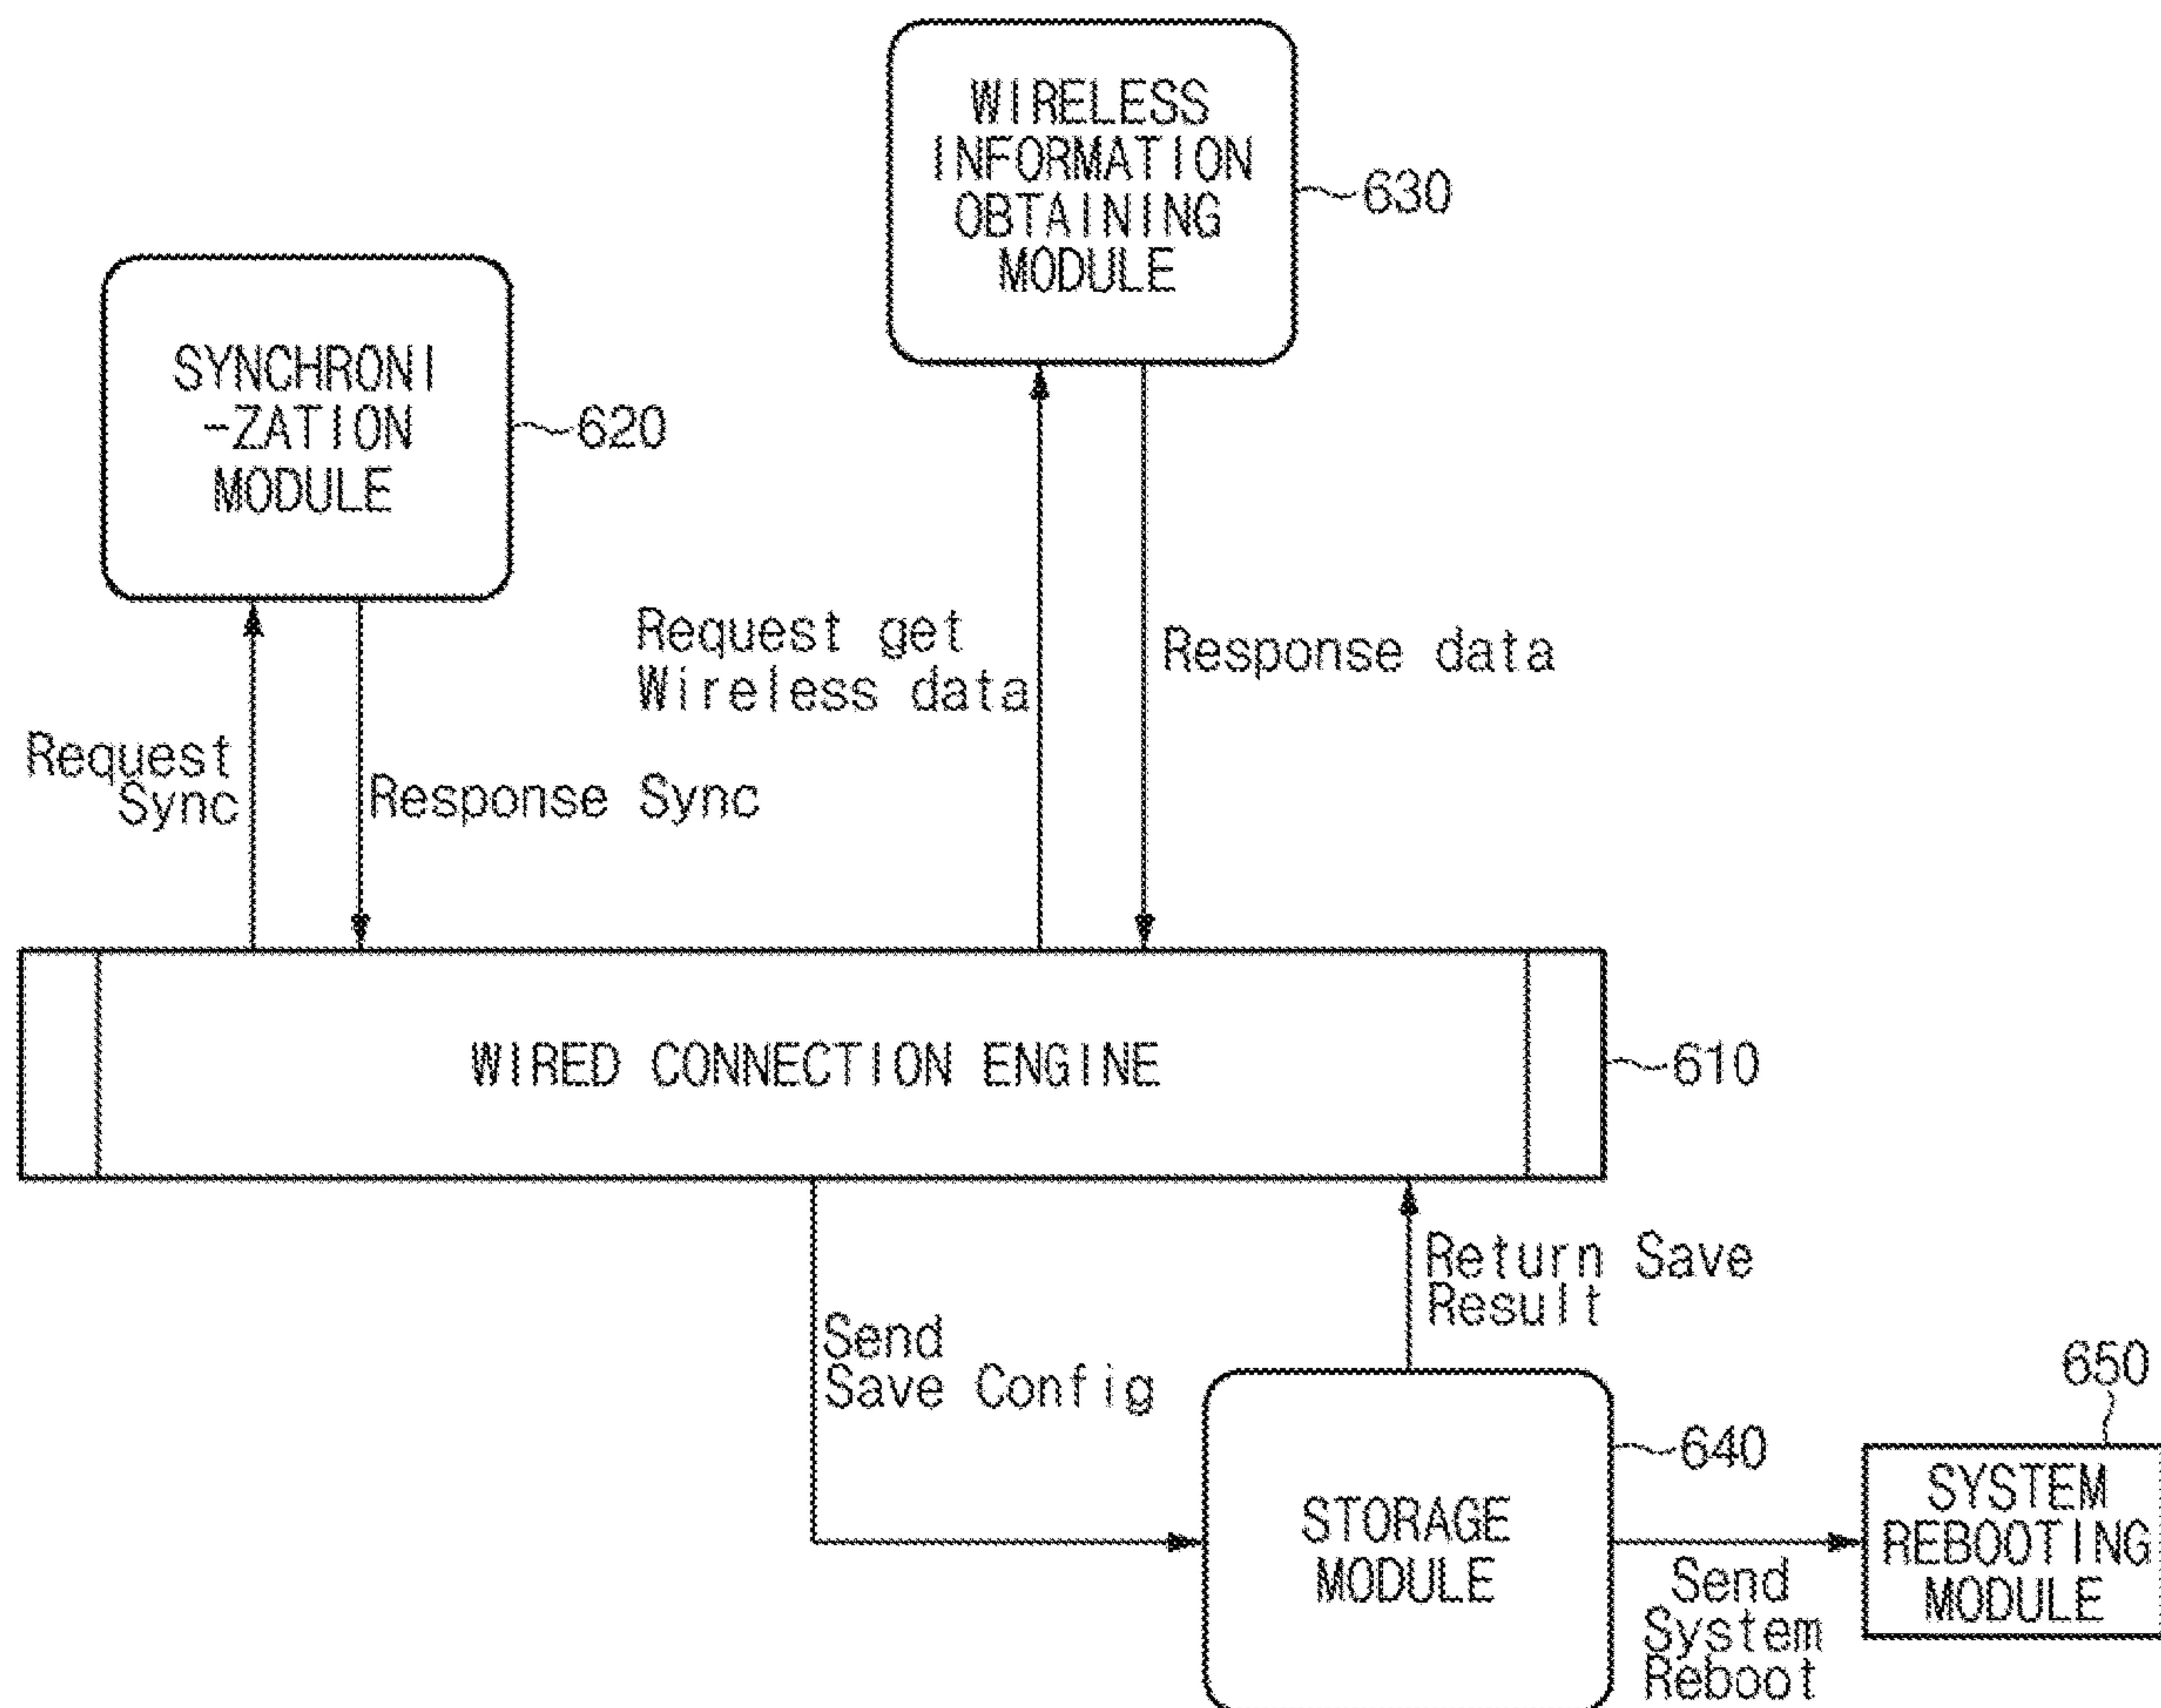 WIRELESS
INFORMATION
OBTAINING
MODULE
630
SYNCHRONI
-ZATION
MODULE
620
Request get
Wireless data
Response data
Request
Sync
Response Sync
WIRED CONNECTION ENGINE
610
Return Save
Result
Send
Save Config
650
640
STORAGE
MODULE
SYSTEM
REBOOTING
MODULE
Send
System
Reboot